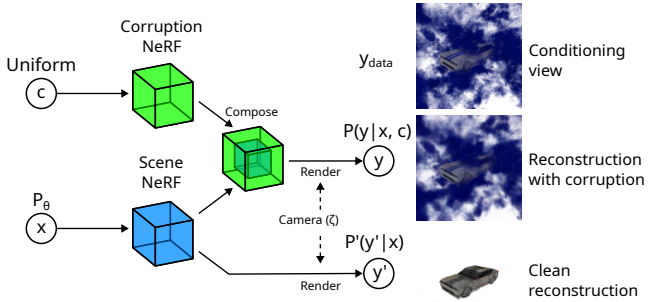 Corruption
NeRF
Uniform
c
Compose
y_data
Conditioning
view
P(y|x, c)
y
Render
Reconstruction
with corruption
Scene
NeRF
P_θ
x
Camera (ζ)
P'(y'|x)
y'
Render
Clean
reconstruction